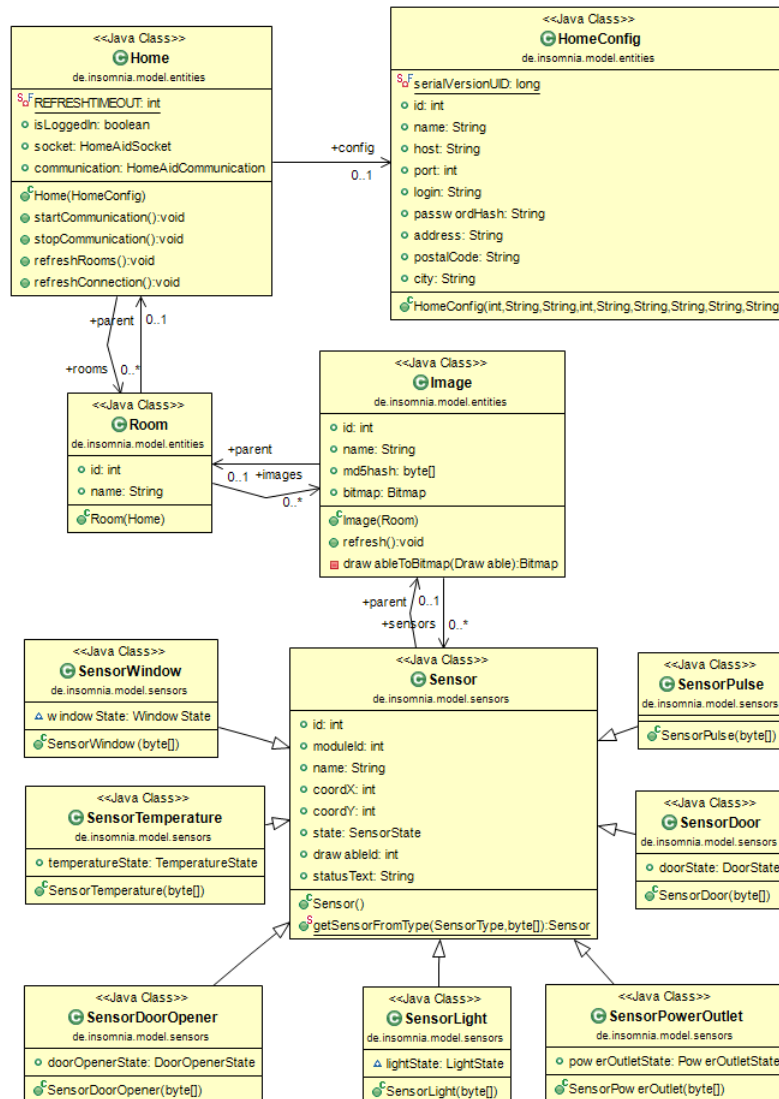 <<Java Class>>
Home
de.insomnia.model.entities
REFRESHTIMEOUT: int
isLoggedIn: boolean
socket: HomeAidSocket
communication: HomeAidCommunication
Home(HomeConfig)
startCommunication():void
stopCommunication():void
refreshRooms():void
refreshConnection():void
<<Java Class>>
HomeConfig
de.insomnia.model.entities
serialVersionUID: long
id: int
name: String
host: String
port: int
login: String
passwordHash: String
address: String
postalCode: String
city: String
HomeConfig(int,String,String,int,String,String,String,String,String
+config
0..1
+parent
0..1
+rooms
0..*
<<Java Class>>
Room
de.insomnia.model.entities
id: int
name: String
Room(Home)
+parent
0..1
+images
0..*
<<Java Class>>
Image
de.insomnia.model.entities
id: int
name: String
md5hash: byte[]
bitmap: Bitmap
Image(Room)
refresh():void
drawableToBitmap(Drawable):Bitmap
+parent
0..1
+sensors
0..*
<<Java Class>>
SensorWindow
de.insomnia.model.sensors
windowState: WindowState
SensorWindow(byte[])
<<Java Class>>
Sensor
de.insomnia.model.sensors
id: int
moduleId: int
name: String
coordX: int
coordY: int
state: SensorState
drawableId: int
statusText: String
Sensor()
getSensorFromType(SensorType,byte[]):Sensor
<<Java Class>>
SensorPulse
de.insomnia.model.sensors
SensorPulse(byte[])
<<Java Class>>
SensorTemperature
de.insomnia.model.sensors
temperatureState: TemperatureState
SensorTemperature(byte[])
<<Java Class>>
SensorDoor
de.insomnia.model.sensors
doorState: DoorState
SensorDoor(byte[])
<<Java Class>>
SensorDoorOpener
de.insomnia.model.sensors
doorOpenerState: DoorOpenerState
SensorDoorOpener(byte[])
<<Java Class>>
SensorLight
de.insomnia.model.sensors
lightState: LightState
SensorLight(byte[])
<<Java Class>>
SensorPowerOutlet
de.insomnia.model.sensors
powerOutletState: PowerOutletState
SensorPowerOutlet(byte[])